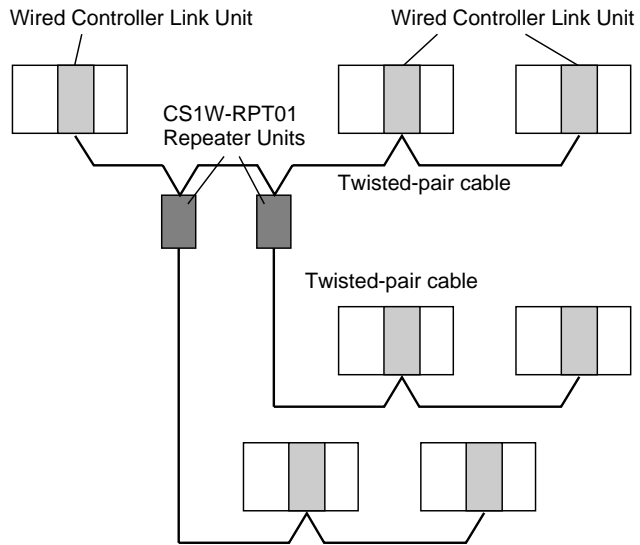 Wired Controller Link Unit
Wired Controller Link Unit
CS1W-RPT01
Repeater Units
Twisted-pair cable
Twisted-pair cable